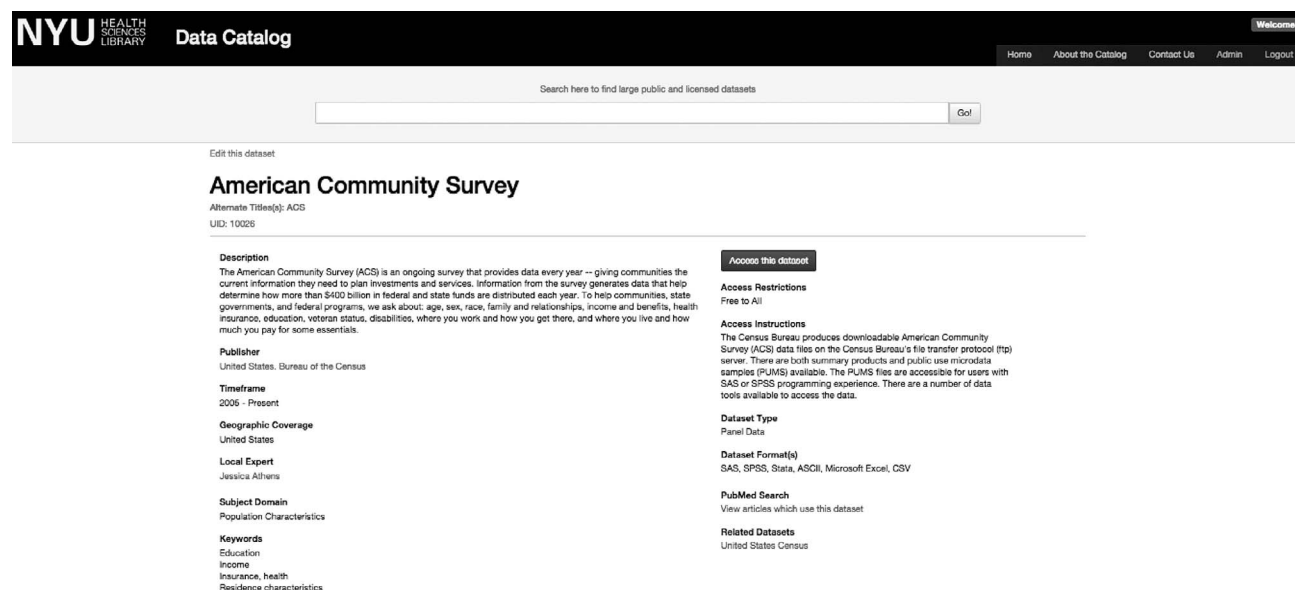 NYU HEALTH SCIENCES LIBRARY
Data Catalog
Welcome
Home
About the Catalog
Contact Us
Admin
Logout
Search here to find large public and licensed datasets
Go!
Edit this dataset
American Community Survey
Alternate Titles(s): ACS
UID: 10026
Description
The American Community Survey (ACS) is an ongoing survey that provides data every year -- giving communities the
current information they need to plan investments and services. Information from the survey generates data that help
determine how more than $400 billion in federal and state funds are distributed each year. To help communities, state
governments, and federal programs, we ask about: age, sex, race, family and relationships, income and benefits, health
insurance, education, veteran status, disabilities, where you work and how you get there, and where you live and how
much you pay for some essentials.
Publisher
United States. Bureau of the Census
Timeframe
2005 - Present
Geographic Coverage
United States
Local Expert
Jessica Athens
Subject Domain
Population Characteristics
Keywords
Education
Income
Insurance, health
Residence characteristics
Access this dataset
Access Restrictions
Free to All
Access Instructions
The Census Bureau produces downloadable American Community
Survey (ACS) data files on the Census Bureau's file transfer protocol (ftp)
server. There are both summary products and public use microdata
samples (PUMS) available. The PUMS files are accessible for users with
SAS or SPSS programming experience. There are a number of data
tools available to access the data.
Dataset Type
Panel Data
Dataset Format(s)
SAS, SPSS, Stata, ASCII, Microsoft Excel, CSV
PubMed Search
View articles which use this dataset
Related Datasets
United States Census